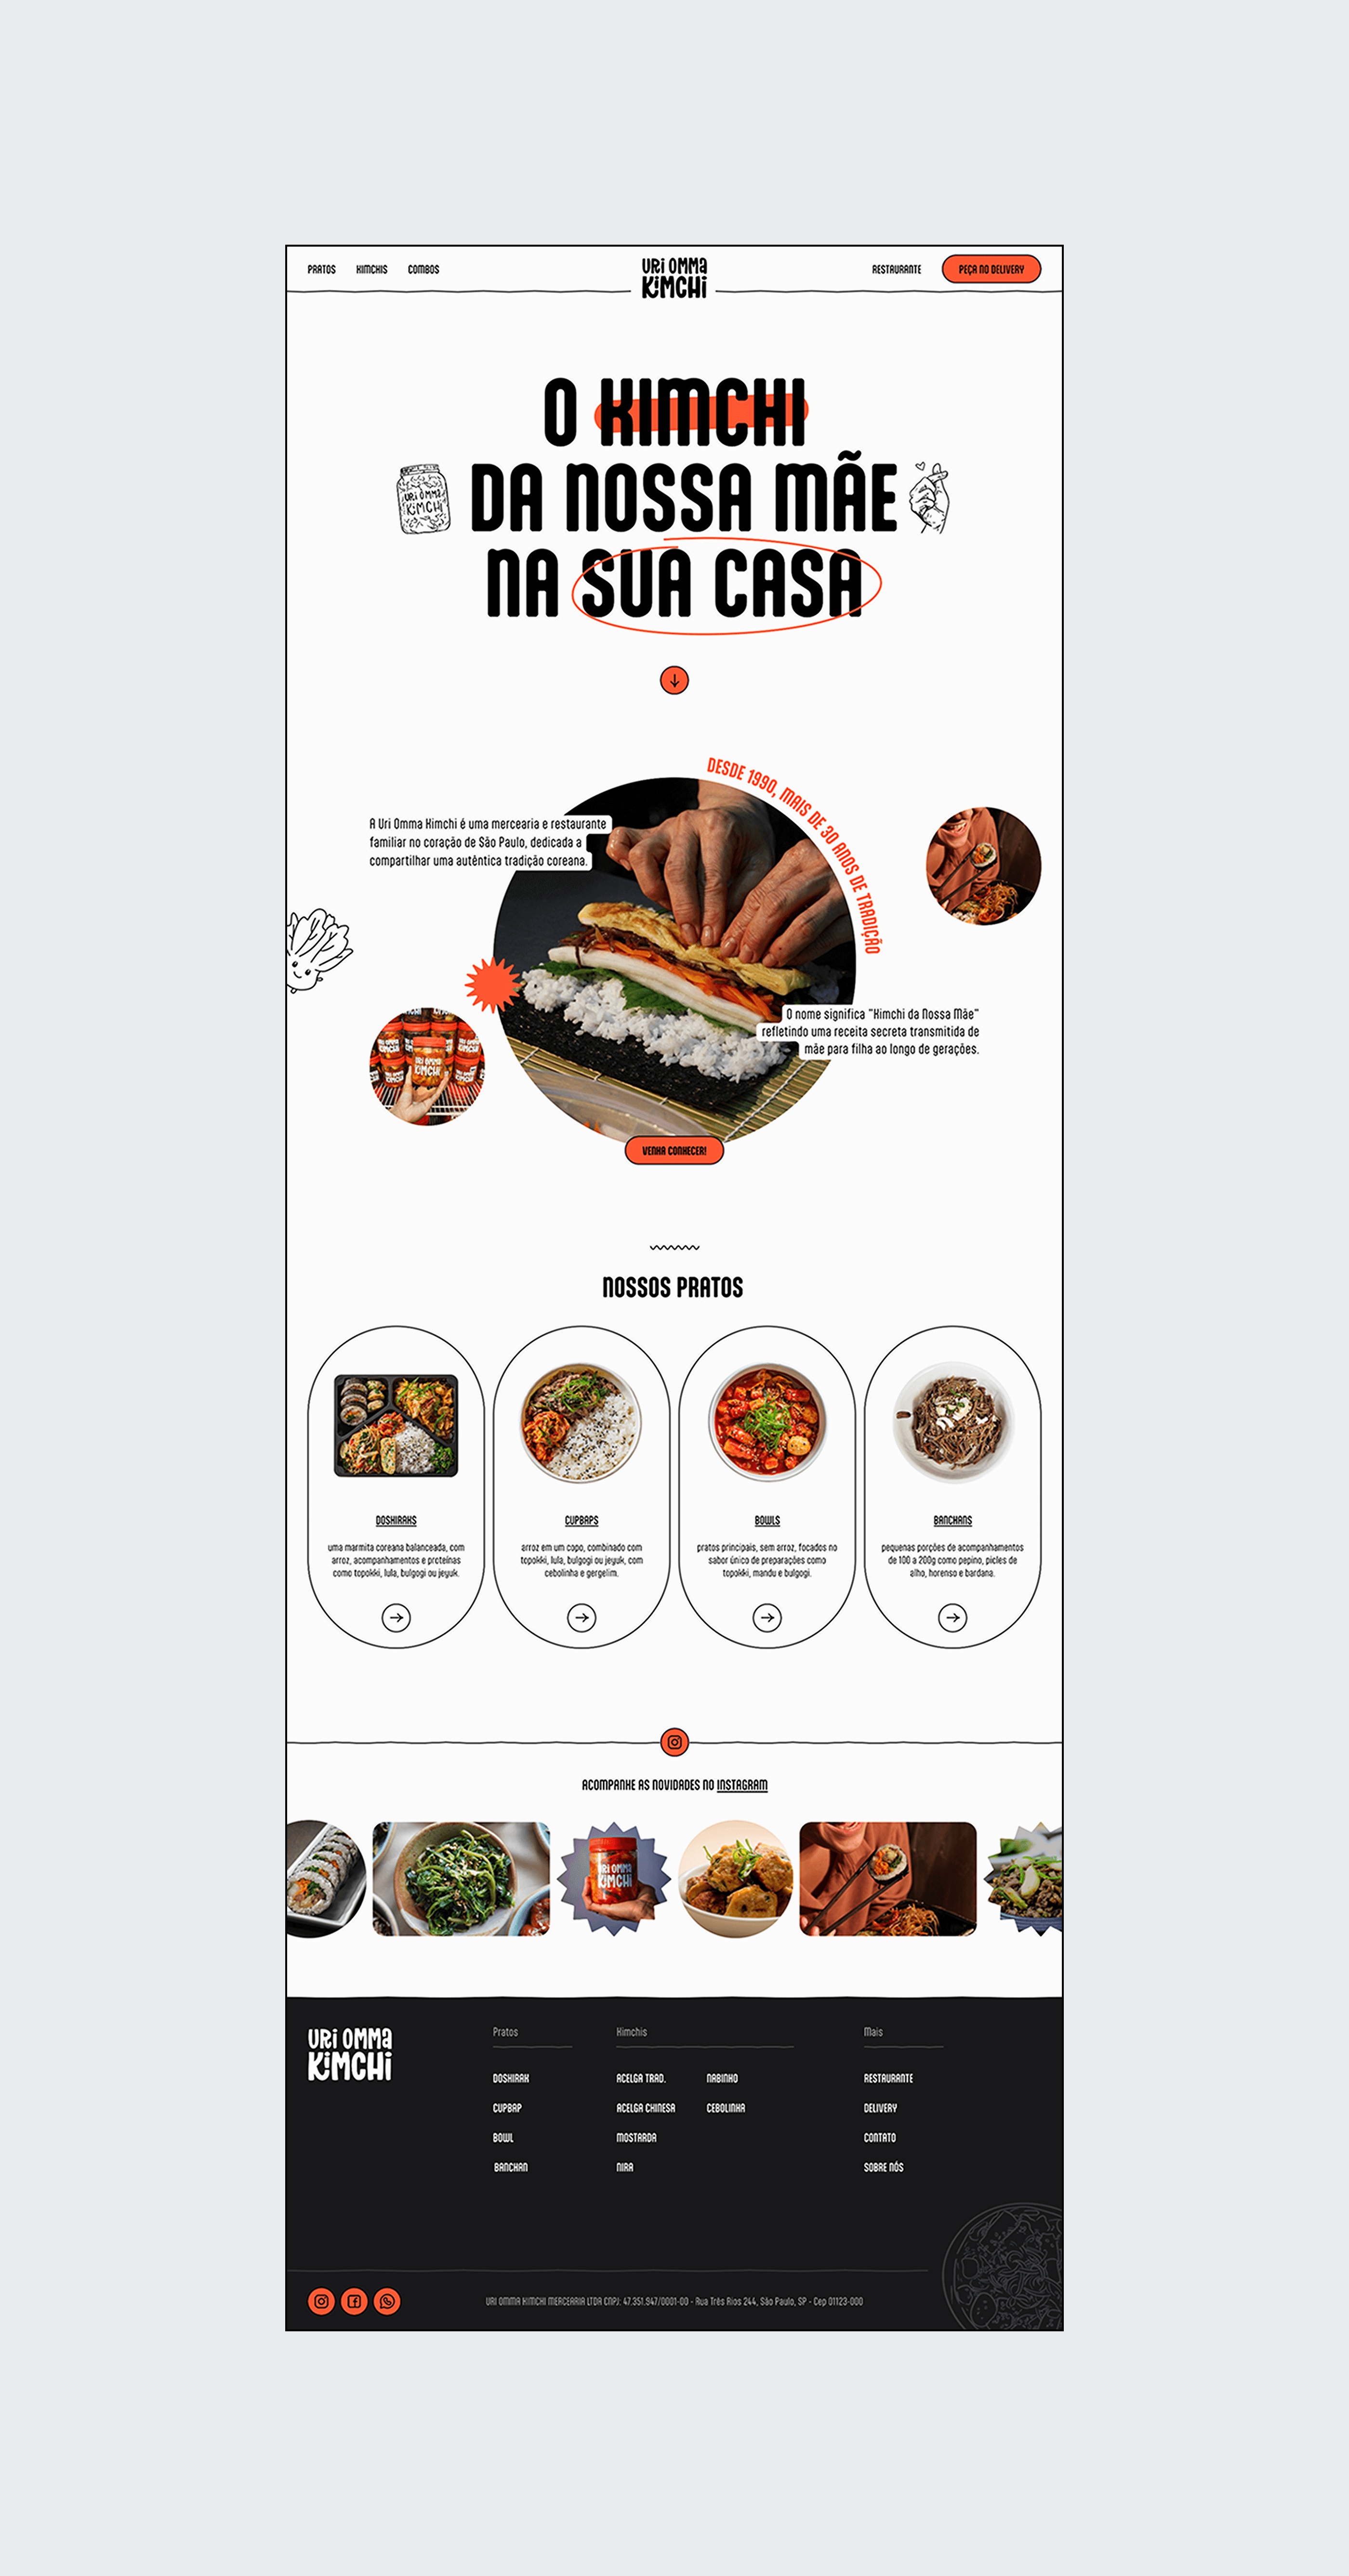 PRATOS KIMCHIS COMBOS
URI OMMA
KIMCHI
RESTAURANTE PEÇA NO DELIVERY
O KIMCHI
DA NOSSA MÃE
NA SUA CASA
URI OMMA
KIMCHI
DESDE 1990, MAIS DE 30 ANOS DE TRADIÇÃO
A Uri Omma Kimchi é uma mercearia e restaurante
familiar no coração de São Paulo, dedicada a
compartilhar uma autêntica tradição coreana.
O nome significa "Kimchi da Nossa Mãe"
refletindo uma receita secreta transmitida de
mãe para filha ao longo de gerações.
URI OMMA
KIMCHI
VENHA CONHECER!
NOSSOS PRATOS
DOSHIRAKS
uma marmita coreana balanceada, com
arroz, acompanhamentos e proteínas
como topokki, lula, bulgogi ou jeyuk.
CUPBAPS
arroz em um copo, combinado com
topokki, lula, bulgogi ou jeyuk, com
cebolinha e gergelim.
BOWLS
pratos principais, sem arroz, focados no
sabor único de preparações como
topokki, mandu e bulgogi.
BANCHANS
pequenas porções de acompanhamentos
de 100 a 200g como pepino, picles de
alho, horenso e bardana.
ACOMPANHE AS NOVIDADES NO INSTAGRAM
URI OMMA
KIMCHI
URI OMMA
KIMCHI
Pratos
DOSHIRAK
CUPBAP
BOWL
BANCHAN
Kimchis
ACELGA TRAD.
ACELGA CHINESA
MOSTARDA
NIRA
NABINHO
CEBOLINHA
Mais
RESTAURANTE
DELIVERY
CONTATO
SOBRE NÓS
URI OMMA KIMCHI MERCEARIA LTDA CNPJ: 47.351.947/0001-00 - Rua Três Rios 244, São Paulo, SP - Cep 01123-000